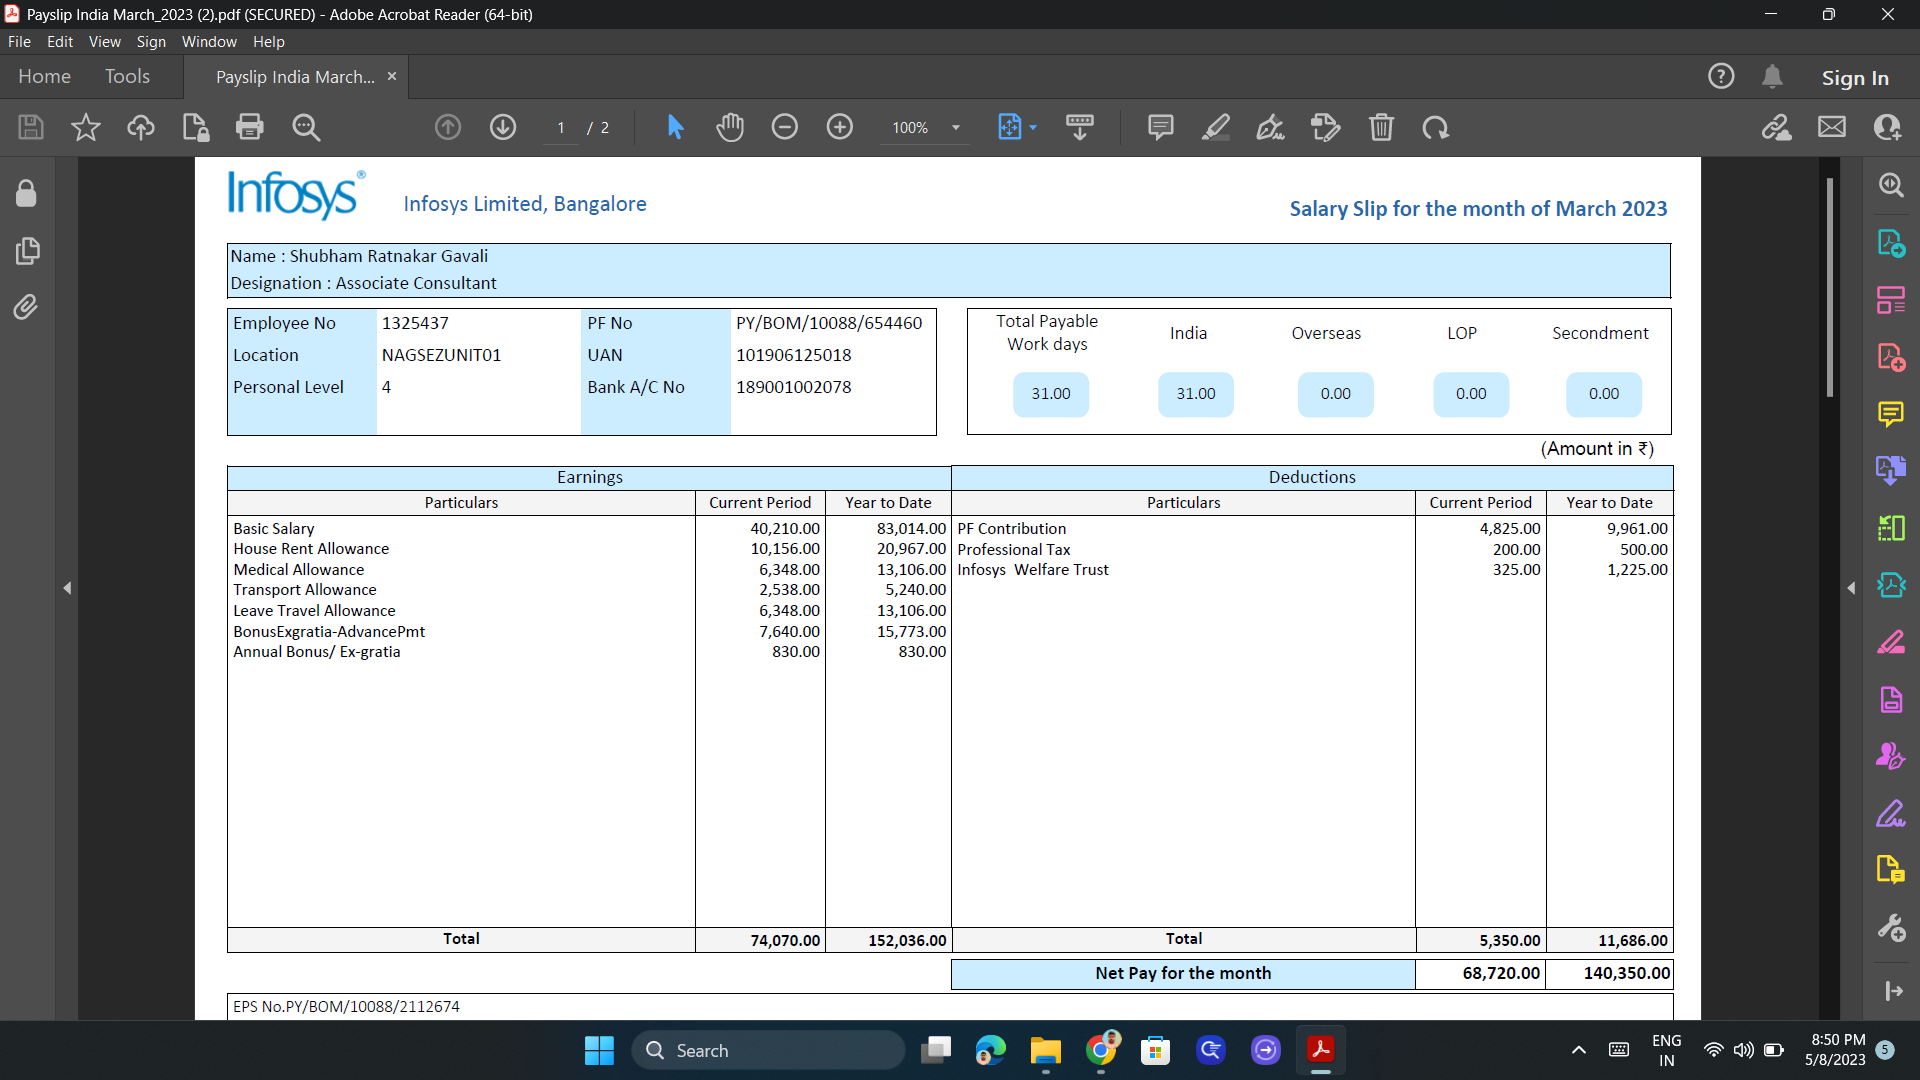 Payslip India March_2023 (2).pdf (SECURED) - Adobe Acrobat Reader (64-bit)
File Edit View Sign Window Help
Home Tools Payslip India March... × Sign In
1 / 2 100%
Infosys® Infosys Limited, Bangalore Salary Slip for the month of March 2023
Name : Shubham Ratnakar Gavali
Designation : Associate Consultant
Employee No 1325437 PF No PY/BOM/10088/654460
Location NAGSEZUNIT01 UAN 101906125018
Personal Level 4 Bank A/C No 189001002078
Total Payable Work days India Overseas LOP Secondment
31.00 31.00 0.00 0.00 0.00
(Amount in ₹)
Earnings Deductions
Particulars Current Period Year to Date Particulars Current Period Year to Date
Basic Salary 40,210.00 83,014.00 PF Contribution 4,825.00 9,961.00
House Rent Allowance 10,156.00 20,967.00 Professional Tax 200.00 500.00
Medical Allowance 6,348.00 13,106.00 Infosys Welfare Trust 325.00 1,225.00
Transport Allowance 2,538.00 5,240.00
Leave Travel Allowance 6,348.00 13,106.00
BonusExgratia-AdvancePmt 7,640.00 15,773.00
Annual Bonus/ Ex-gratia 830.00 830.00
Total 74,070.00 152,036.00 Total 5,350.00 11,686.00
Net Pay for the month 68,720.00 140,350.00
EPS No.PY/BOM/10088/2112674
Search
ENG
IN
8:50 PM
5/8/2023
5